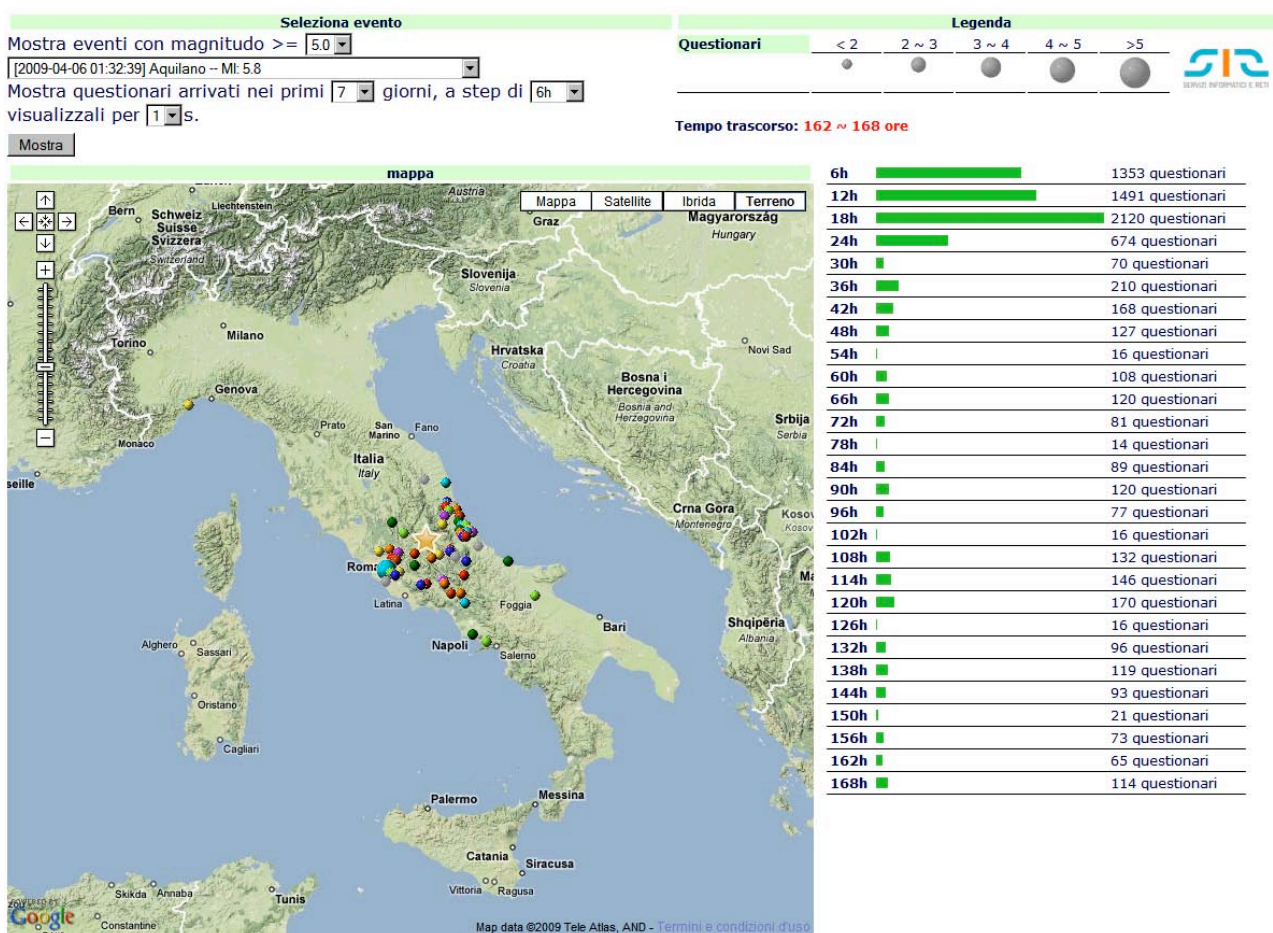 Seleziona evento
Mostra eventi con magnitudo >= 5.0
[2009-04-06 01:32:39] Aquilano -- Ml: 5.8
Mostra questionari arrivati nei primi 7 giorni, a step di 6h
visualizzali per 1 s.
Mostra
Legenda
Questionari < 2 2 ~ 3 3 ~ 4 4 ~ 5 >5
SERVIZI INFORMATICI E RETI
Tempo trascorso: 162 ~ 168 ore
mappa
Mappa Satellite Ibrida Terreno
Austria
Bern
Liechtenstein
Schweiz
Suisse
Svizzera
Switzerland
Graz
Magyarország
Hungary
Slovenija
Slovenia
Torino
Milano
Hrvatska
Croatia
Novi Sad
Bosna i
Hercegovina
Bosnia and
Herzegovina
Genova
Srbija
Serbia
Prato
San
Marino
Fano
Monaco
Italia
Italy
seille
Crna Gora
Montenegro
Kosov
Kosov
Roma
Ma
Latina
Foggia
Bari
Shqipëria
Albania
Napoli
Salerno
Alghero
Sassari
Oristano
Cagliari
Palermo
Messina
Catania
Siracusa
Vittoria
Ragusa
Skikda
Annaba
Tunis
Constantine
POWERED BY
Google
Map data ©2009 Tele Atlas, AND - Termini e condizioni d'uso
6h 1353 questionari
12h 1491 questionari
18h 2120 questionari
24h 674 questionari
30h 70 questionari
36h 210 questionari
42h 168 questionari
48h 127 questionari
54h 16 questionari
60h 108 questionari
66h 120 questionari
72h 81 questionari
78h 14 questionari
84h 89 questionari
90h 120 questionari
96h 77 questionari
102h 16 questionari
108h 132 questionari
114h 146 questionari
120h 170 questionari
126h 16 questionari
132h 96 questionari
138h 119 questionari
144h 93 questionari
150h 21 questionari
156h 73 questionari
162h 65 questionari
168h 114 questionari